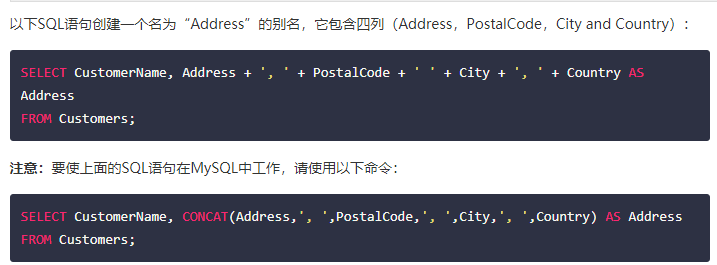 以下SQL语句创建一个名为“Address”的别名，它包含四列（Address，PostalCode，City and Country）：
SELECT CustomerName, Address + ', ' + PostalCode + ' ' + City + ', ' + Country AS
Address
FROM Customers;
注意：要使上面的SQL语句在MySQL中工作，请使用以下命令：
SELECT CustomerName, CONCAT(Address,', ',PostalCode,', ',City,', ',Country) AS Address
FROM Customers;